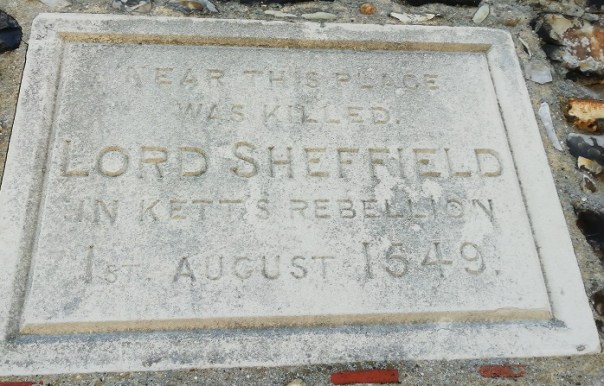 NEAR THIS PLACE
WAS KILLED,
LORD SHEFFIELD
IN KETT'S REBELLION
1ST. AUGUST 1549.